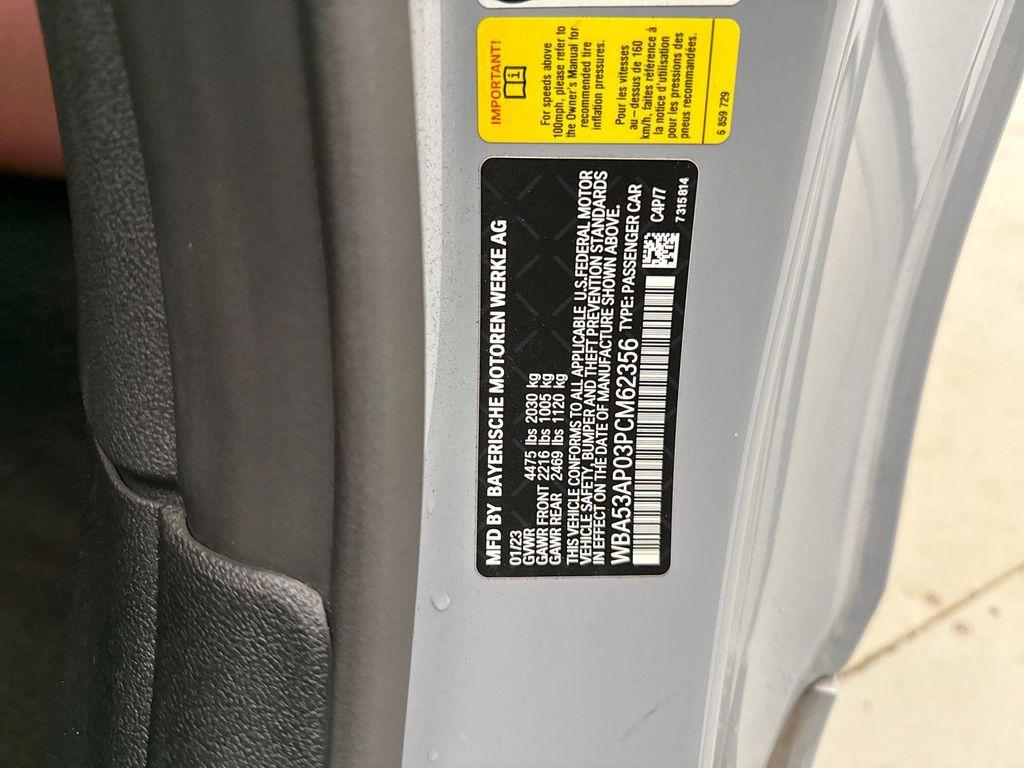 MFD BY BAYERISCHE MOTOREN WERKE AG
01/23
GVWR 4475 lbs 2030 kg
GAWR FRONT 2216 lbs 1005 kg
GAWR REAR 2469 lbs 1120 kg
THIS VEHICLE CONFORMS TO ALL APPLICABLE U.S.FEDERAL MOTOR
VEHICLE SAFETY, BUMPER AND THEFT PREVENTION STANDARDS
IN EFFECT ON THE DATE OF MANUFACTURE SHOWN ABOVE.
WBA53AP03PCM62356 TYPE: PASSENGER CAR
C4P/7
7315814
IMPORTANT!
For speeds above
100mph, please refer to
the Owner's Manual for
recommended tire
inflation pressures.
Pour les vitesses
au-dessus de 160
km/h, faites référence à
la notice d'utilisation
pour les pressions des
pneus recommandées.
6 859 729